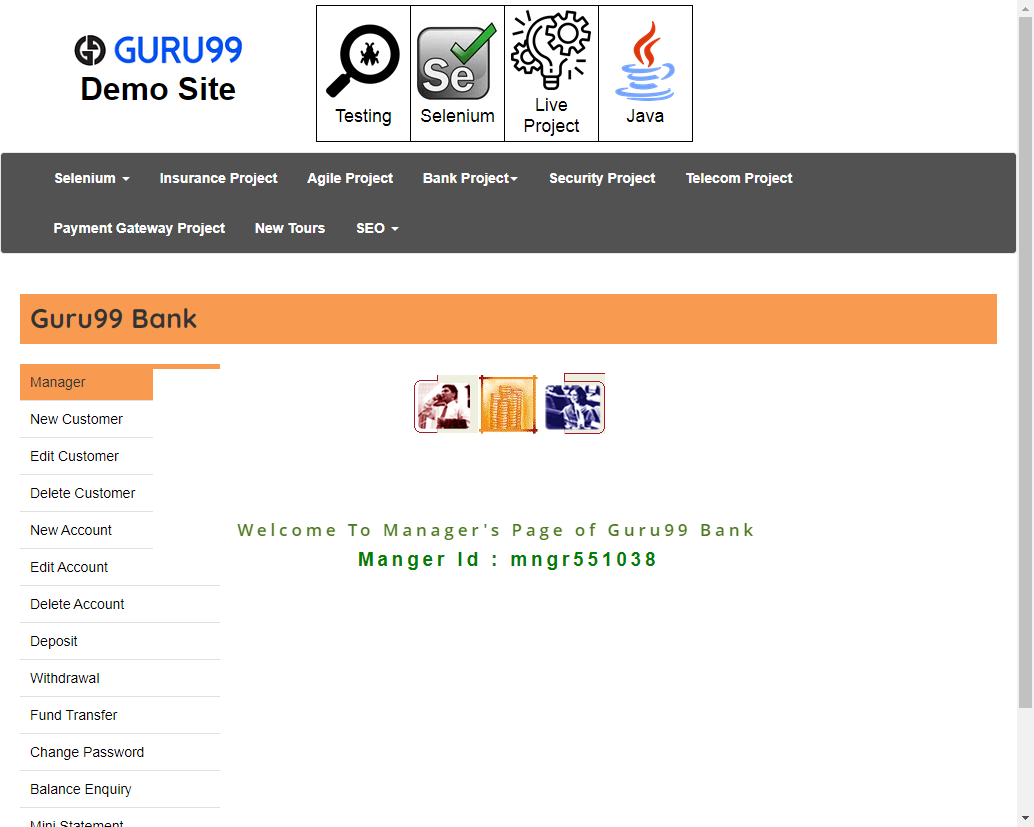 GURU99
Demo Site
Testing
Se
Selenium
Live
Project
Java
Selenium
Insurance Project
Agile Project
Bank Project
Security Project
Telecom Project
Payment Gateway Project
New Tours
SEO
Guru99 Bank
Manager
New Customer
Edit Customer
Delete Customer
New Account
Edit Account
Delete Account
Deposit
Withdrawal
Fund Transfer
Change Password
Balance Enquiry
Mini Statement
Welcome To Manager's Page of Guru99 Bank
Manger Id : mngr551038